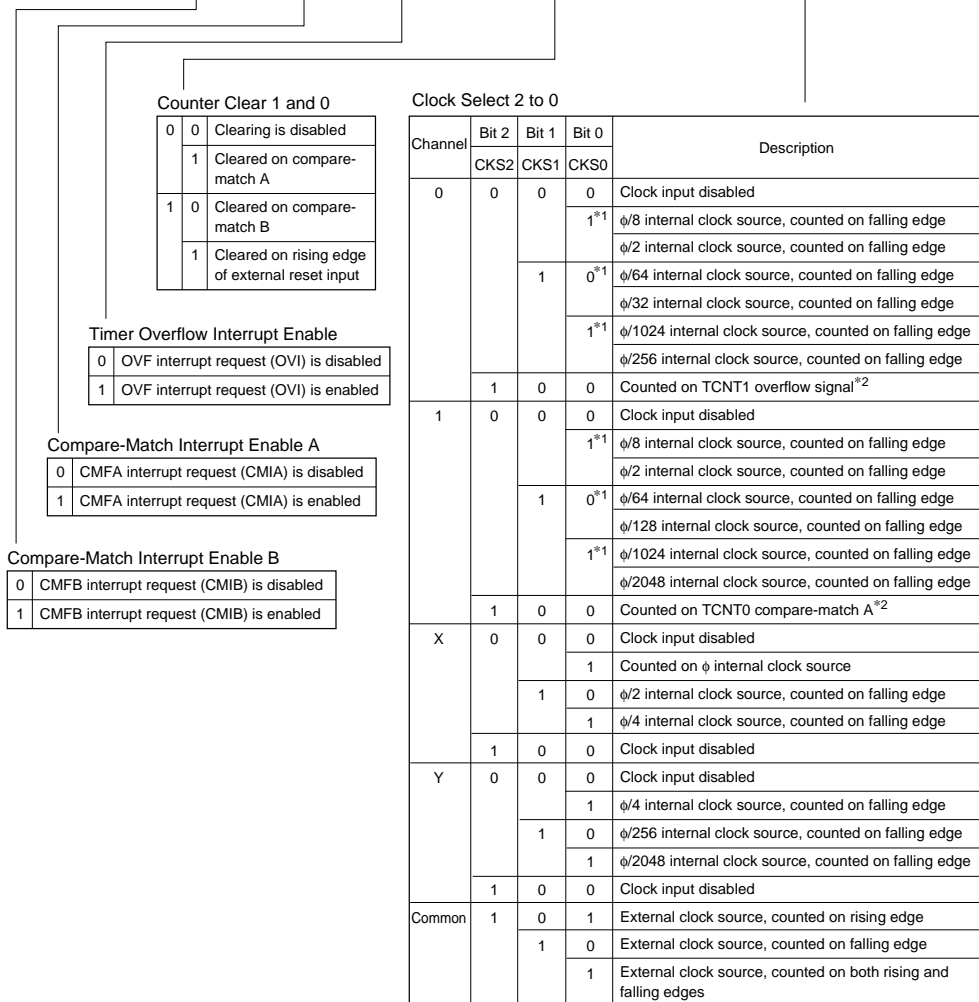 Counter Clear 1 and 0
0 0 Clearing is disabled
1 Cleared on compare-
match A
1 0 Cleared on compare-
match B
1 Cleared on rising edge
of external reset input
Timer Overflow Interrupt Enable
0 OVF interrupt request (OVI) is disabled
1 OVF interrupt request (OVI) is enabled
Compare-Match Interrupt Enable A
0 CMFA interrupt request (CMIA) is disabled
1 CMFA interrupt request (CMIA) is enabled
Compare-Match Interrupt Enable B
0 CMFB interrupt request (CMIB) is disabled
1 CMFB interrupt request (CMIB) is enabled
Clock Select 2 to 0
Channel Bit 2 Bit 1 Bit 0 Description
CKS2 CKS1 CKS0
0 0 0 0 Clock input disabled
1*1 φ/8 internal clock source, counted on falling edge
φ/2 internal clock source, counted on falling edge
1 0*1 φ/64 internal clock source, counted on falling edge
φ/32 internal clock source, counted on falling edge
1*1 φ/1024 internal clock source, counted on falling edge
φ/256 internal clock source, counted on falling edge
1 0 0 Counted on TCNT1 overflow signal*2
1 0 0 0 Clock input disabled
1*1 φ/8 internal clock source, counted on falling edge
φ/2 internal clock source, counted on falling edge
1 0*1 φ/64 internal clock source, counted on falling edge
φ/128 internal clock source, counted on falling edge
1*1 φ/1024 internal clock source, counted on falling edge
φ/2048 internal clock source, counted on falling edge
1 0 0 Counted on TCNT0 compare-match A*2
X 0 0 0 Clock input disabled
1 Counted on φ internal clock source
1 0 φ/2 internal clock source, counted on falling edge
1 φ/4 internal clock source, counted on falling edge
1 0 0 Clock input disabled
Y 0 0 0 Clock input disabled
1 φ/4 internal clock source, counted on falling edge
1 0 φ/256 internal clock source, counted on falling edge
1 φ/2048 internal clock source, counted on falling edge
1 0 0 Clock input disabled
Common 1 0 1 External clock source, counted on rising edge
1 0 External clock source, counted on falling edge
1 External clock source, counted on both rising and
falling edges